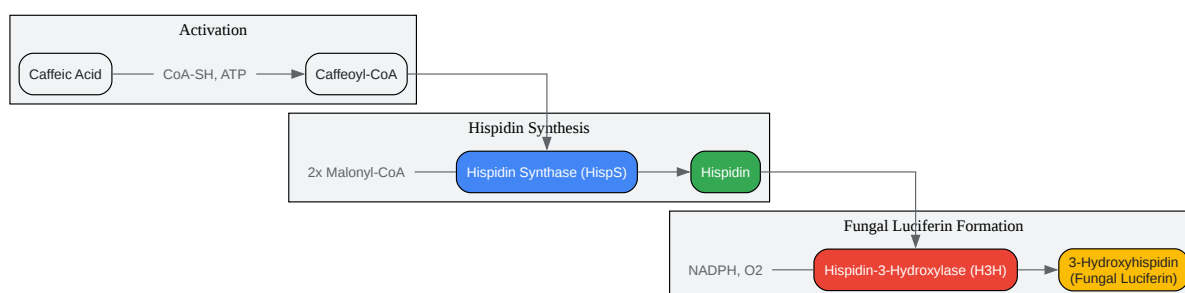 Activation
Caffeic Acid
CoA-SH, ATP
Caffeoyl-CoA
Hispidin Synthesis
2x Malonyl-CoA
Hispidin Synthase (HispS)
Hispidin
Fungal Luciferin Formation
NADPH, O2
Hispidin-3-Hydroxylase (H3H)
3-Hydroxyhispidin
(Fungal Luciferin)